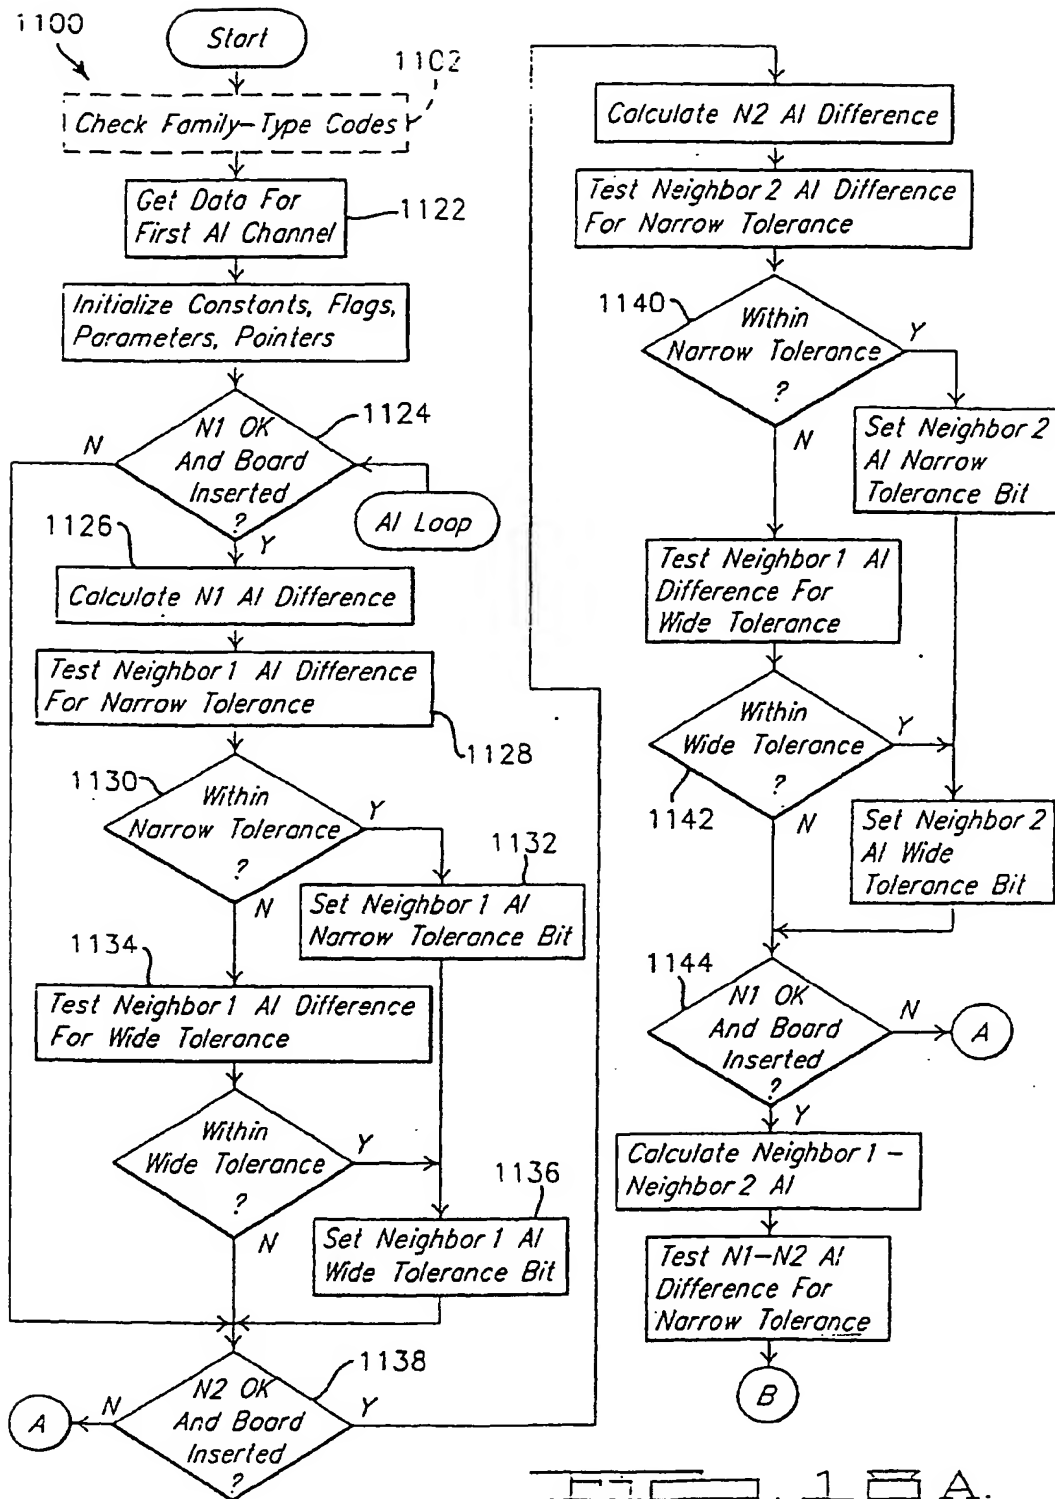 1100
Start
1102
Check Family-Type Codes
Get Data For
First AI Channel
1122
Initialize Constants, Flags,
Parameters, Pointers
N1 OK
And Board
Inserted
?
1124
N
Y
AI Loop
1126
Calculate N1 AI Difference
Test Neighbor 1 AI Difference
For Narrow Tolerance
1128
1130
Within
Narrow Tolerance
?
Y
N
1132
Set Neighbor 1 AI
Narrow Tolerance Bit
1134
Test Neighbor 1 AI Difference
For Wide Tolerance
Within
Wide Tolerance
?
Y
N
1136
Set Neighbor 1 AI
Wide Tolerance Bit
1138
N2 OK
And Board
Inserted
?
N
Y
A
Calculate N2 AI Difference
Test Neighbor 2 AI Difference
For Narrow Tolerance
1140
Within
Narrow Tolerance
?
Y
N
Set Neighbor 2
AI Narrow
Tolerance Bit
Test Neighbor 1 AI
Difference For
Wide Tolerance
Within
Wide Tolerance
?
Y
N
1142
Set Neighbor 2
AI Wide
Tolerance Bit
1144
N1 OK
And Board
Inserted
?
N
A
Y
Calculate Neighbor 1 -
Neighbor 2 AI
Test N1-N2 AI
Difference For
Narrow Tolerance
B